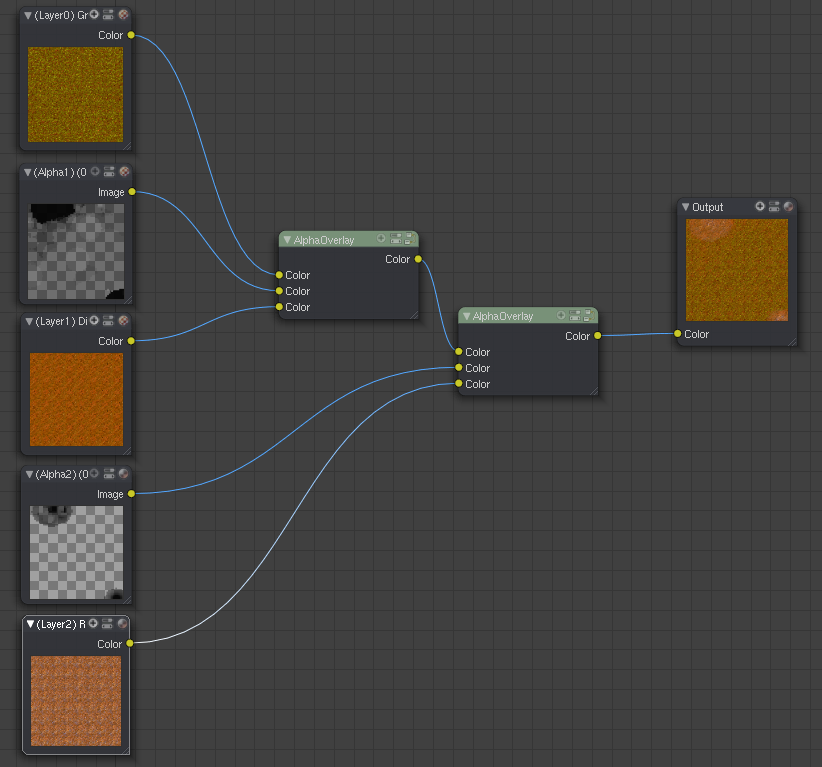 (Layer0) Gr
Color
(Alpha1) (0
Image
(Layer1) Di
Color
(Alpha2) (0
Image
(Layer2) R
Color
AlphaOverlay
Color
Color
Color
Color
AlphaOverlay
Color
Color
Color
Color
Output
Color